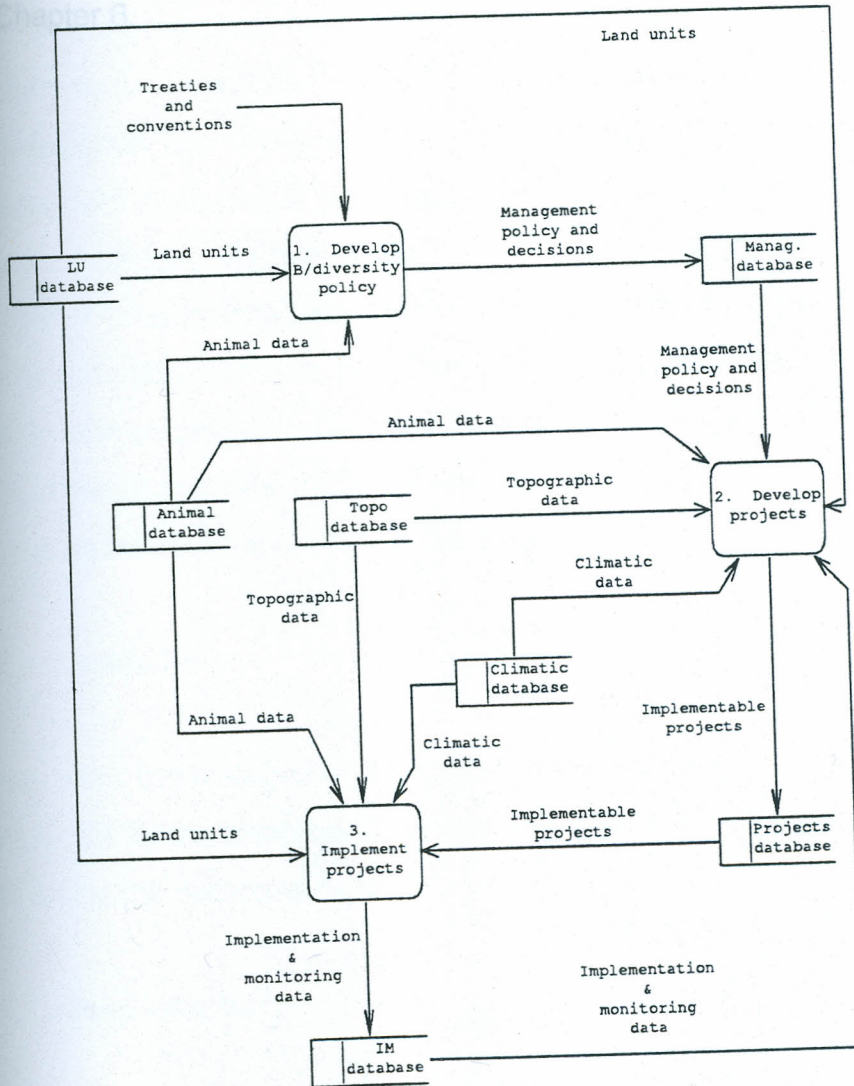 Chapter 6
Land units
Treaties
and
conventions
Management
policy and
decisions
LU
database
Land units
1. Develop
B/diversity
policy
Manag.
database
Animal data
Management
policy and
decisions
Animal data
Animal
database
Topo
database
Topographic
data
2. Develop
projects
Climatic
data
Topographic
data
Climatic
database
Implementable
projects
Animal data
Climatic
data
Land units
3.
Implement
projects
Implementable
projects
Projects
database
Implementation
&
monitoring
data
Implementation
&
monitoring
data
IM
database